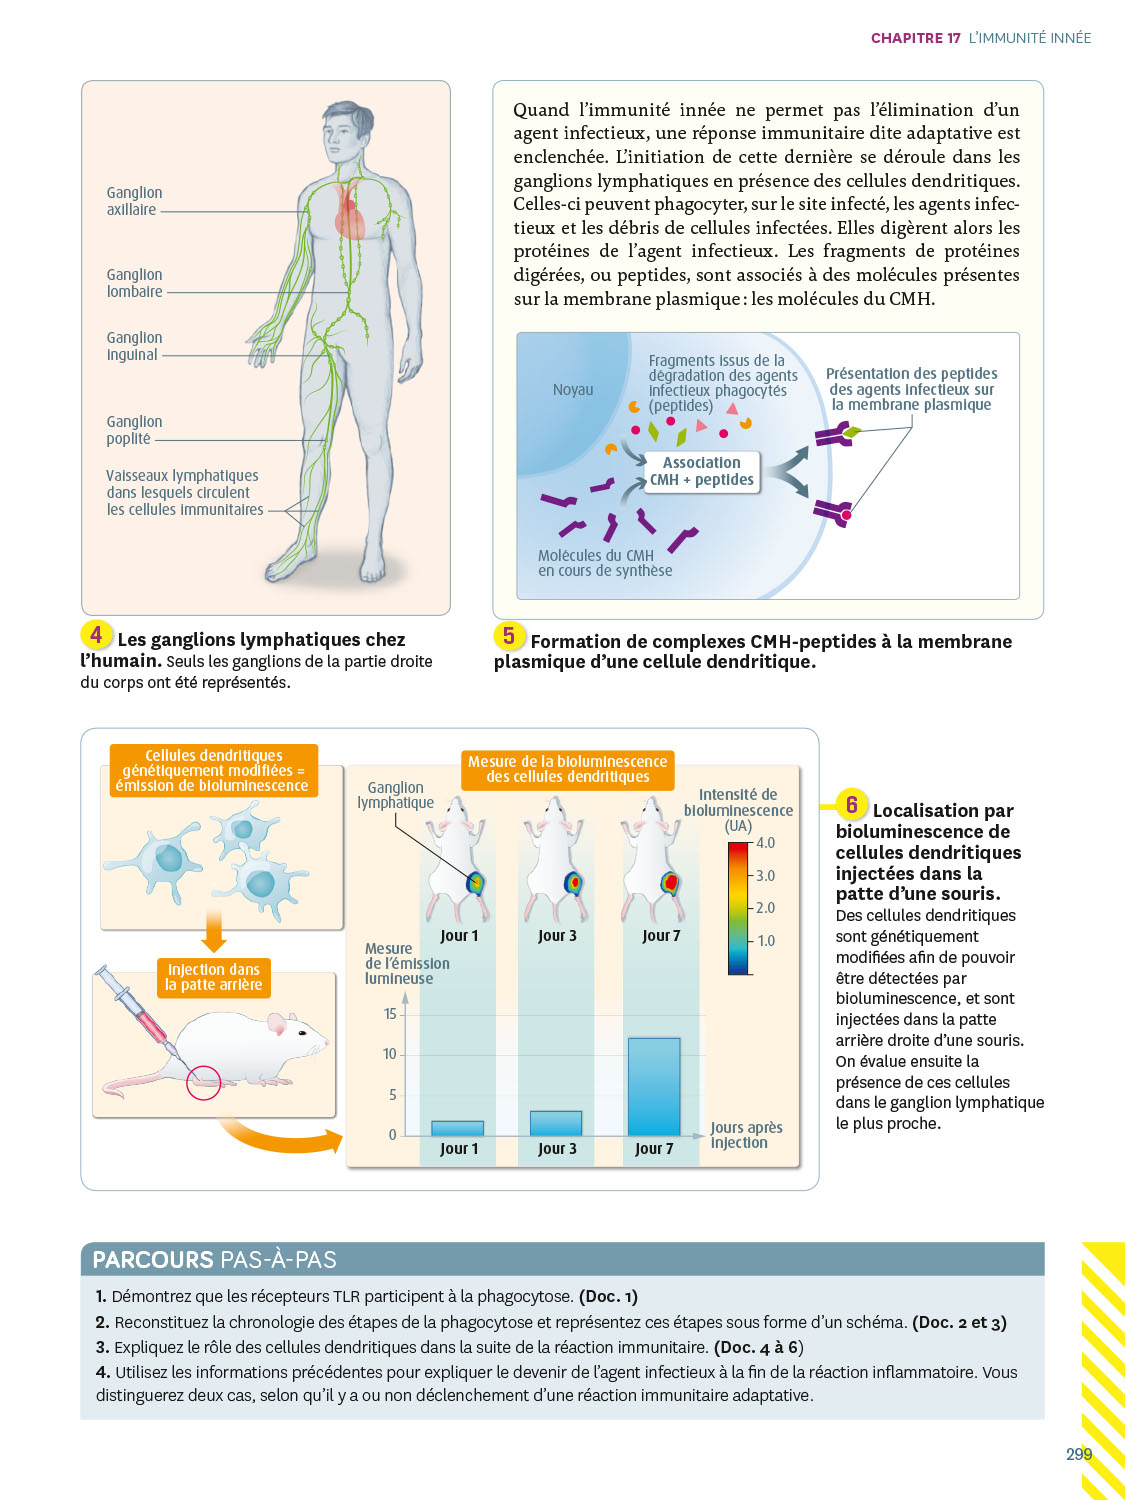 CHAPITRE 17 L’IMMUNITÉ INNÉE
Ganglion
axillaire
Ganglion
lombaire
Ganglion
inguinal
Ganglion
poplité
Vaisseaux lymphatiques
dans lesquels circulent
les cellules immunitaires
4 Les ganglions lymphatiques chez
l’humain. Seuls les ganglions de la partie droite
du corps ont été représentés.
Quand l’immunité innée ne permet pas l’élimination d’un
agent infectieux, une réponse immunitaire dite adaptative est
enclenchée. L’initiation de cette dernière se déroule dans les
ganglions lymphatiques en présence des cellules dendritiques.
Celles-ci peuvent phagocyter, sur le site infecté, les agents infec-
tieux et les débris de cellules infectées. Elles digèrent alors les
protéines de l’agent infectieux. Les fragments de protéines
digérées, ou peptides, sont associés à des molécules présentes
sur la membrane plasmique : les molécules du CMH.
Noyau
Fragments issus de la
dégradation des agents
infectieux phagocytés
(peptides)
Présentation des peptides
des agents infectieux sur
la membrane plasmique
Association
CMH + peptides
Molécules du CMH
en cours de synthèse
5 Formation de complexes CMH-peptides à la membrane
plasmique d’une cellule dendritique.
Cellules dendritiques
génétiquement modifiées =
émission de bioluminescence
Injection dans
la patte arrière
Mesure de la bioluminescence
des cellules dendritiques
Ganglion
lymphatique
Intensité de
bioluminescence
(UA)
4.0
3.0
2.0
1.0
Jour 1
Jour 3
Jour 7
Mesure
de l’émission
lumineuse
15
10
5
0
Jour 1
Jour 3
Jour 7
Jours après
injection
6 Localisation par
bioluminescence de
cellules dendritiques
injectées dans la
patte d’une souris.
Des cellules dendritiques
sont génétiquement
modifiées afin de pouvoir
être détectées par
bioluminescence, et sont
injectées dans la patte
arrière droite d’une souris.
On évalue ensuite la
présence de ces cellules
dans le ganglion lymphatique
le plus proche.
PARCOURS PAS-À-PAS
1. Démontrez que les récepteurs TLR participent à la phagocytose. (Doc. 1)
2. Reconstituez la chronologie des étapes de la phagocytose et représentez ces étapes sous forme d’un schéma. (Doc. 2 et 3)
3. Expliquez le rôle des cellules dendritiques dans la suite de la réaction immunitaire. (Doc. 4 à 6)
4. Utilisez les informations précédentes pour expliquer le devenir de l’agent infectieux à la fin de la réaction inflammatoire. Vous
distinguerez deux cas, selon qu’il y a ou non déclenchement d’une réaction immunitaire adaptative.
299